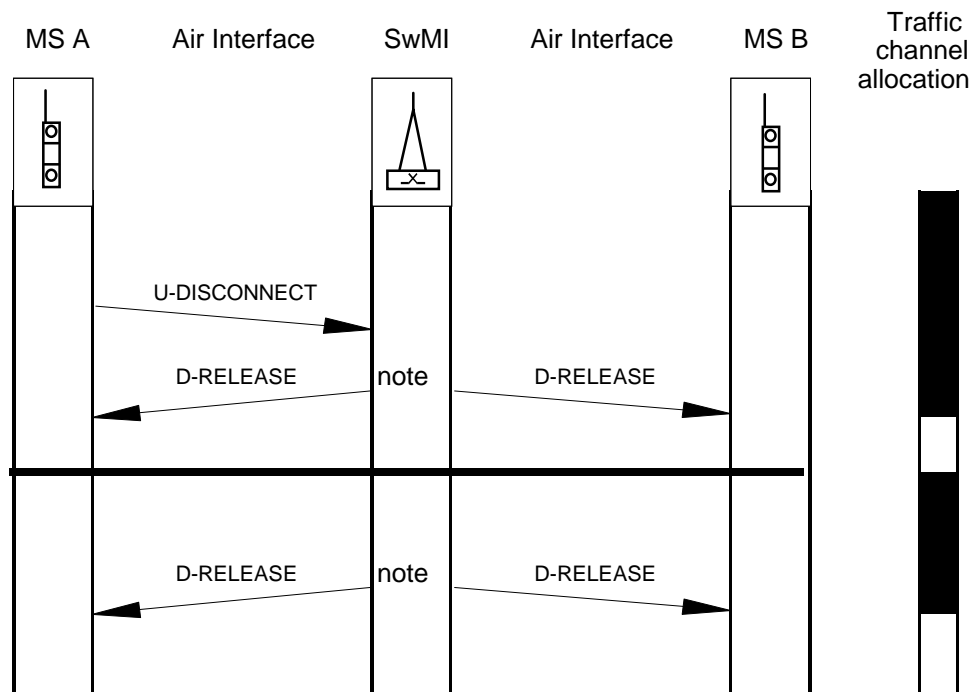 Traffic
channel
allocation
MS A Air Interface SwMI Air Interface MS B
U-DISCONNECT
D-RELEASE note D-RELEASE
D-RELEASE note D-RELEASE